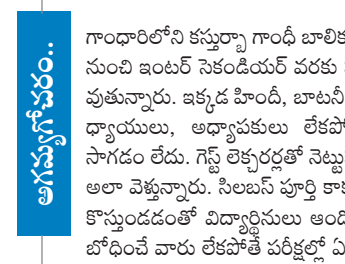 అగమ్యగోచరం..
గాంధారిలోని కస్తుర్బా గాంధీ బాలిక
నుంచి ఇంటర్ సెకండియర్ వరకు
వుతున్నారు. ఇక్కడ హిందీ, బాటనీ
ధ్యాయులు, అధ్యాపకులు లేకపో
సాగడం లేదు. గెస్ట్ లెక్చరర్లతో నెట్టు
అలా వెళ్తున్నారు. సిలబస్ పూర్తి కాక
కొస్తుండడంతో విద్యార్థినులు ఆంది
బోధించే వారు లేకపోతే పరీక్షల్లో ఏ